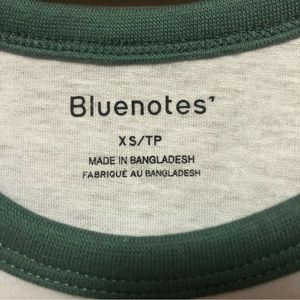 Bluenotes'
XS/TP
MADE IN BANGLADESH
FABRIQUÉ AU BANGLADESH